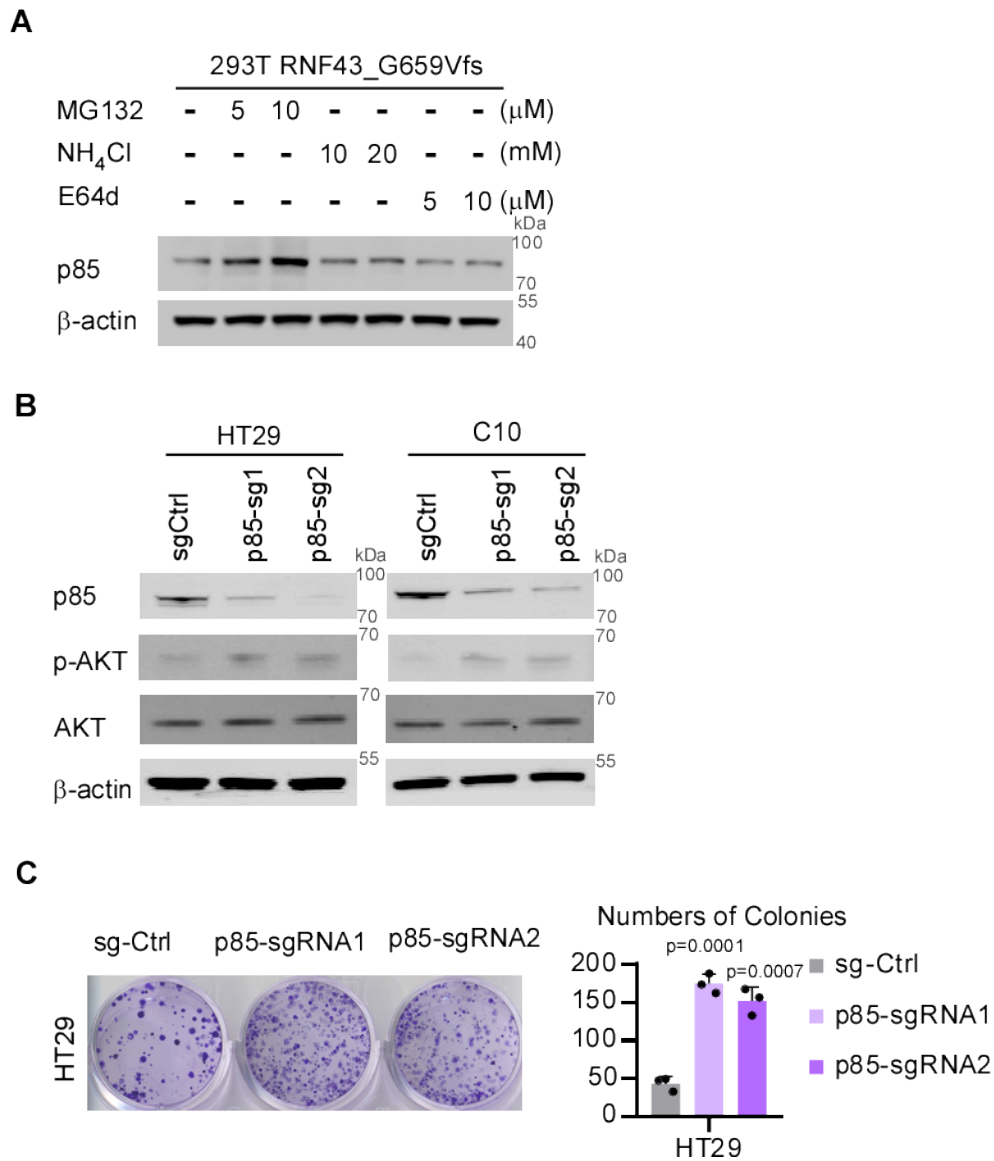 A
293T RNF43_G659Vfs
MG132 - 5 10 - - - - (μM)
NH4Cl - - - 10 20 - - (mM)
E64d - - - - - 5 10 (μM)
kDa
100
p85
70
55
β-actin
40
B
HT29 C10
sgCtrl p85-sg1 p85-sg2 sgCtrl p85-sg1 p85-sg2
kDa kDa
100 100
p85
70 70
70 70
p-AKT
70 70
AKT
55 55
β-actin
C
sg-Ctrl p85-sgRNA1 p85-sgRNA2
HT29
Numbers of Colonies
p=0.0001
p=0.0007
200
150
100
50
0
HT29
sg-Ctrl
p85-sgRNA1
p85-sgRNA2